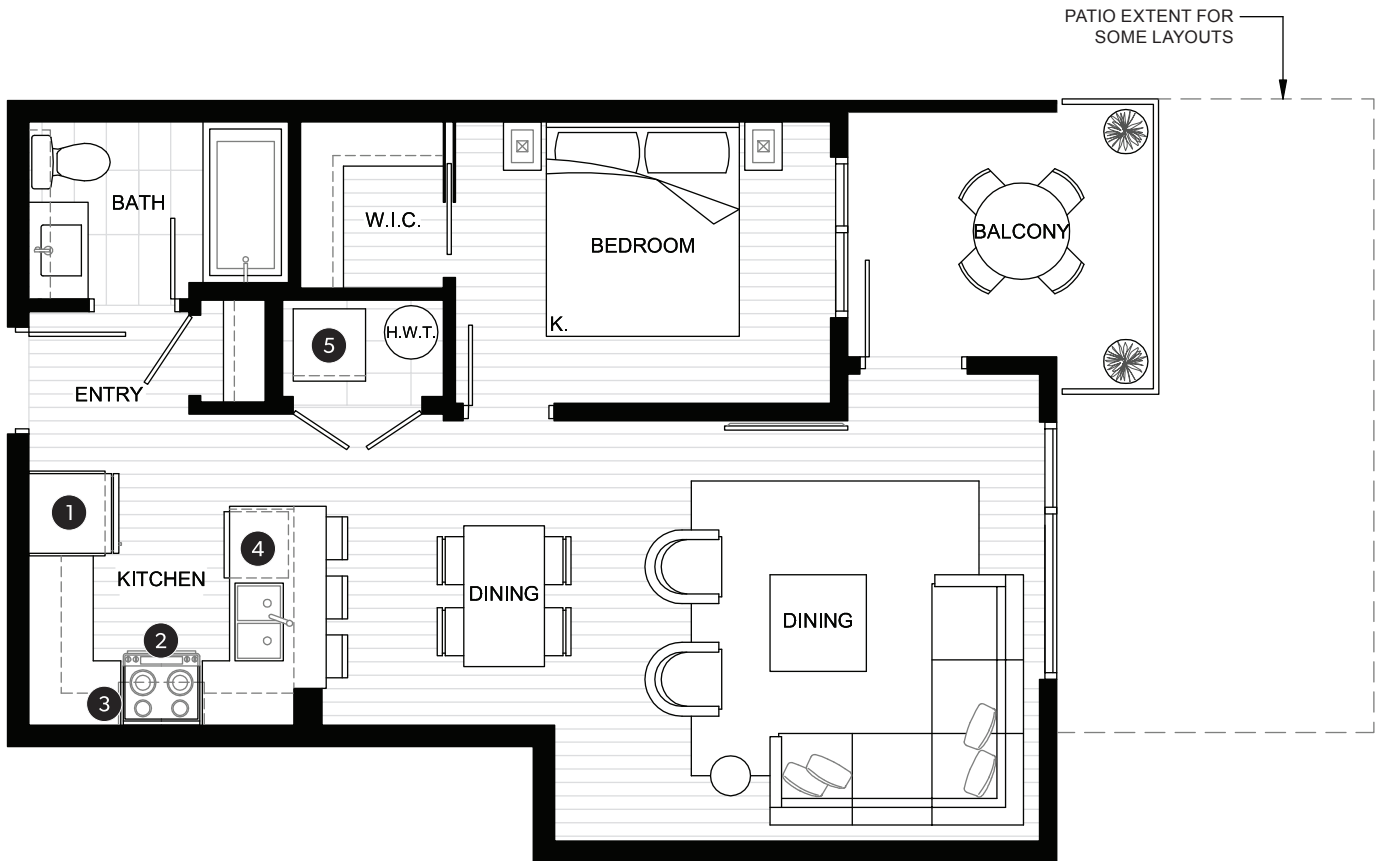 PATIO EXTENT FOR
SOME LAYOUTS
BATH
W.I.C.
BEDROOM
BALCONY
K.
5
H.W.T.
ENTRY
1
4
KITCHEN
DINING
DINING
2
3